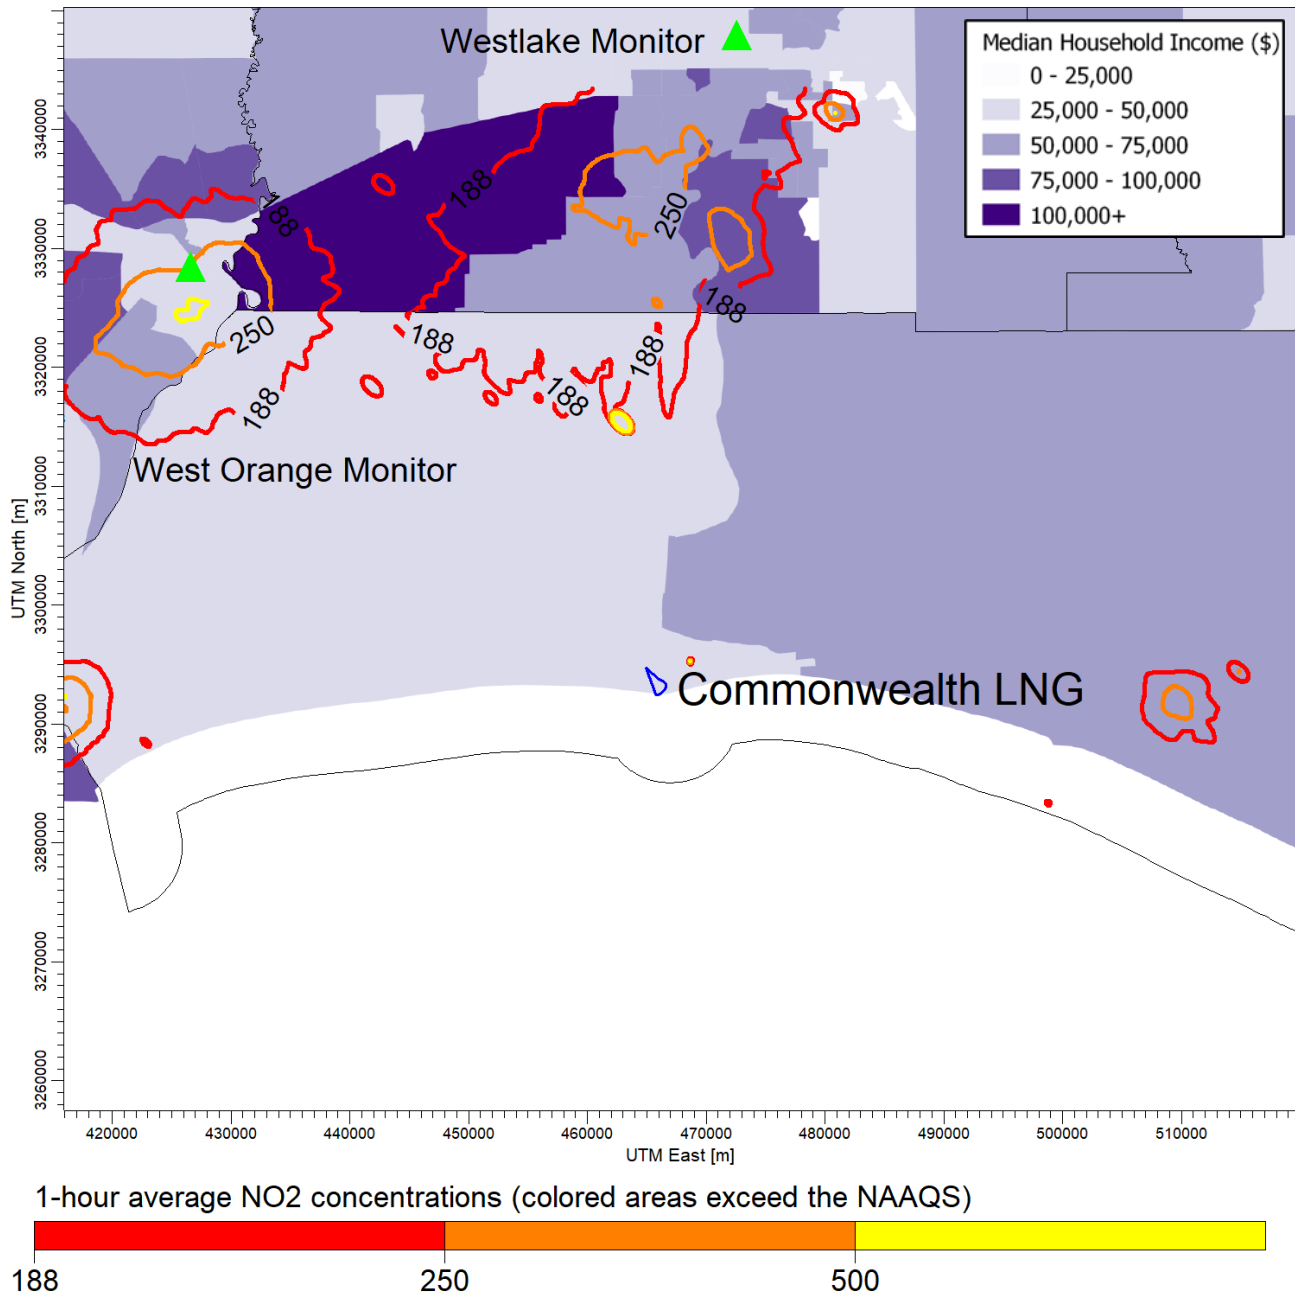 Westlake Monitor
Median Household Income ($)
0 - 25,000
25,000 - 50,000
50,000 - 75,000
75,000 - 100,000
100,000+
188
188
250
188
250
188
188
188
188
West Orange Monitor
Commonwealth LNG
UTM North [m]
3340000
3330000
3320000
3310000
3300000
3290000
3280000
3270000
3260000
420000 430000 440000 450000 460000 470000 480000 490000 500000 510000
UTM East [m]
1-hour average NO2 concentrations (colored areas exceed the NAAQS)
188 250 500